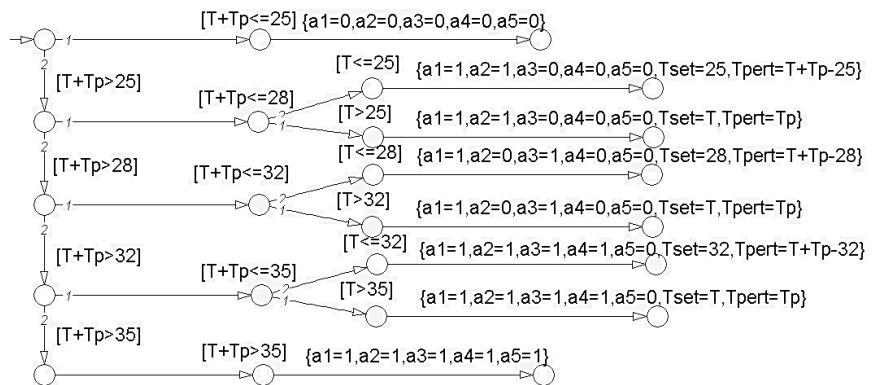 [T+Tp<=25] {a1=0,a2=0,a3=0,a4=0,a5=0}
1
2
[T+Tp>25]
[T<=25] {a1=1,a2=1,a3=0,a4=0,a5=0,Tset=25,Tpert=T+Tp-25}
[T+Tp<=28]
1
2
1
2
[T>25] {a1=1,a2=1,a3=0,a4=0,a5=0,Tset=T,Tpert=Tp}
[T+Tp>28]
[T<=28] {a1=1,a2=0,a3=1,a4=0,a5=0,Tset=28,Tpert=T+Tp-28}
[T+Tp<=32]
1
2
1
2
[T>32] {a1=1,a2=0,a3=1,a4=0,a5=0,Tset=T,Tpert=Tp}
[T+Tp>32]
[T<=32] {a1=1,a2=1,a3=1,a4=1,a5=0,Tset=32,Tpert=T+Tp-32}
[T+Tp<=35]
1
2
1
2
[T>35] {a1=1,a2=1,a3=1,a4=1,a5=0,Tset=T,Tpert=Tp}
[T+Tp>35]
[T+Tp>35] {a1=1,a2=1,a3=1,a4=1,a5=1}